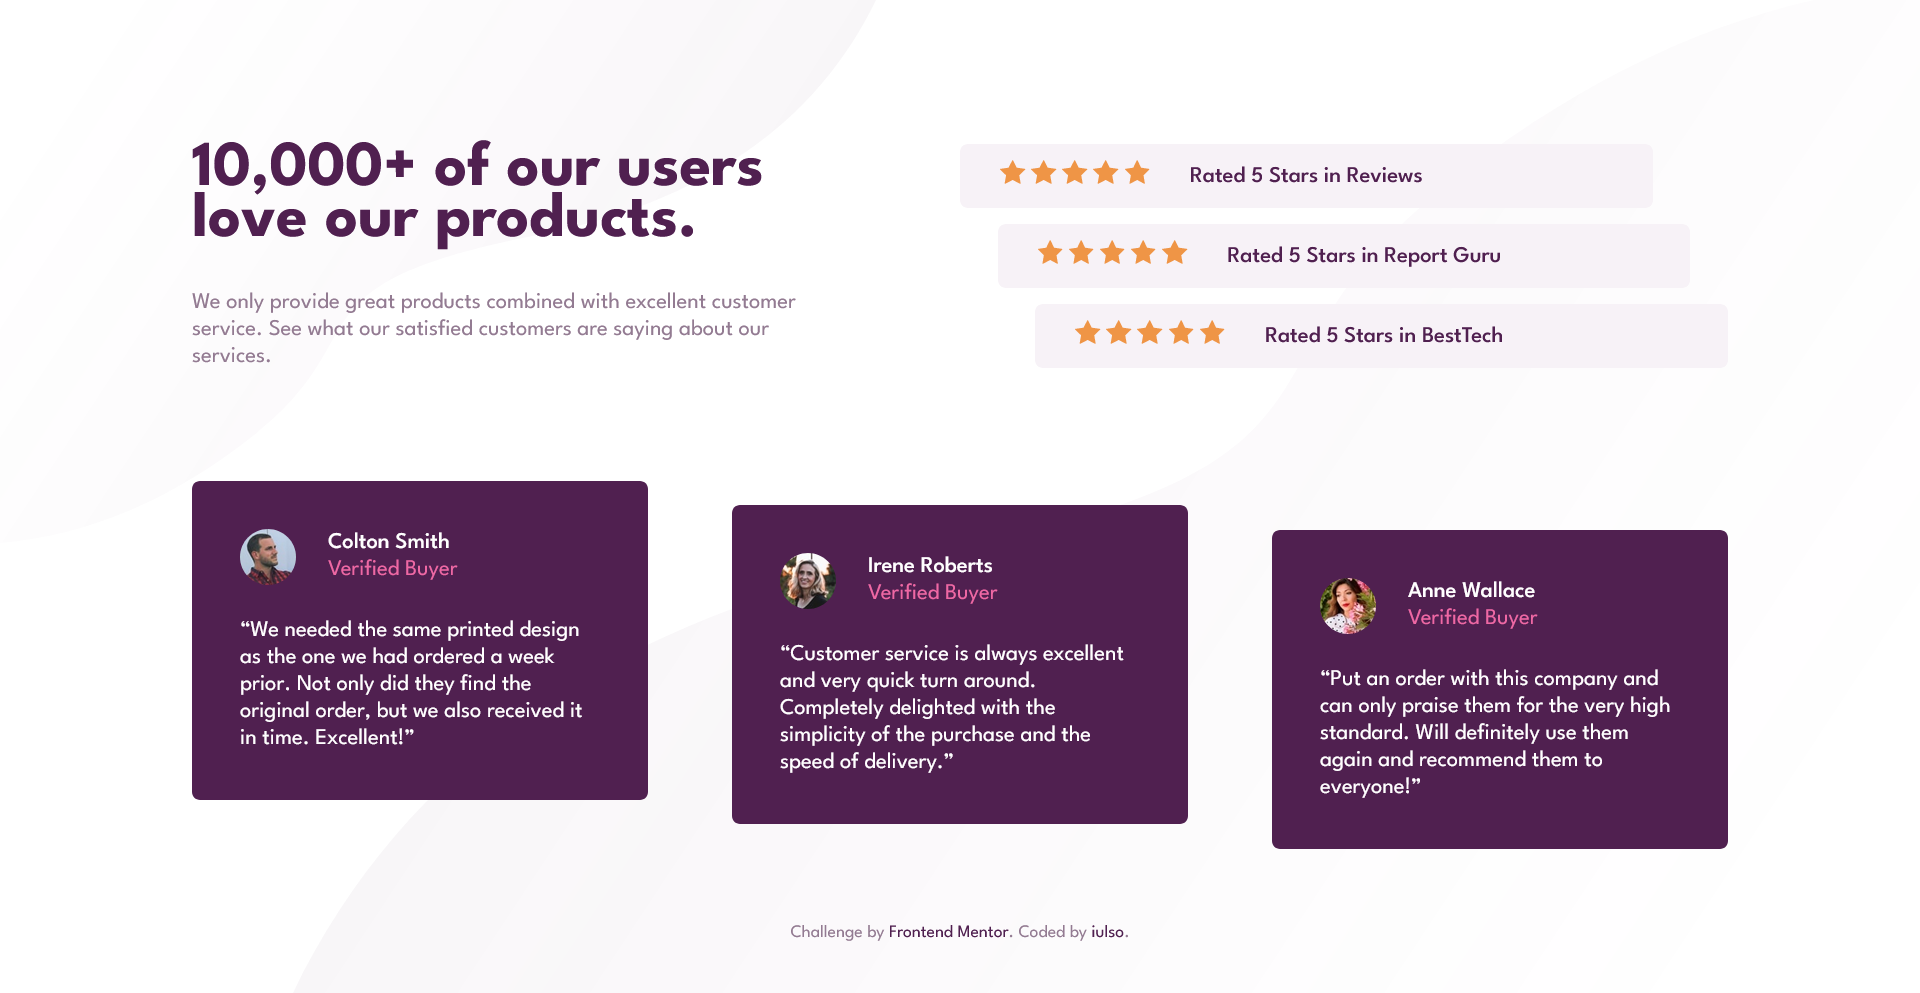 10,000+ of our users
love our products.
We only provide great products combined with excellent customer
service. See what our satisfied customers are saying about our
services.
Rated 5 Stars in Reviews
Rated 5 Stars in Report Guru
Rated 5 Stars in BestTech
Colton Smith
Verified Buyer
“We needed the same printed design
as the one we had ordered a week
prior. Not only did they find the
original order, but we also received it
in time. Excellent!”
Irene Roberts
Verified Buyer
“Customer service is always excellent
and very quick turn around.
Completely delighted with the
simplicity of the purchase and the
speed of delivery.”
Anne Wallace
Verified Buyer
“Put an order with this company and
can only praise them for the very high
standard. Will definitely use them
again and recommend them to
everyone!”
Challenge by Frontend Mentor. Coded by iulso.